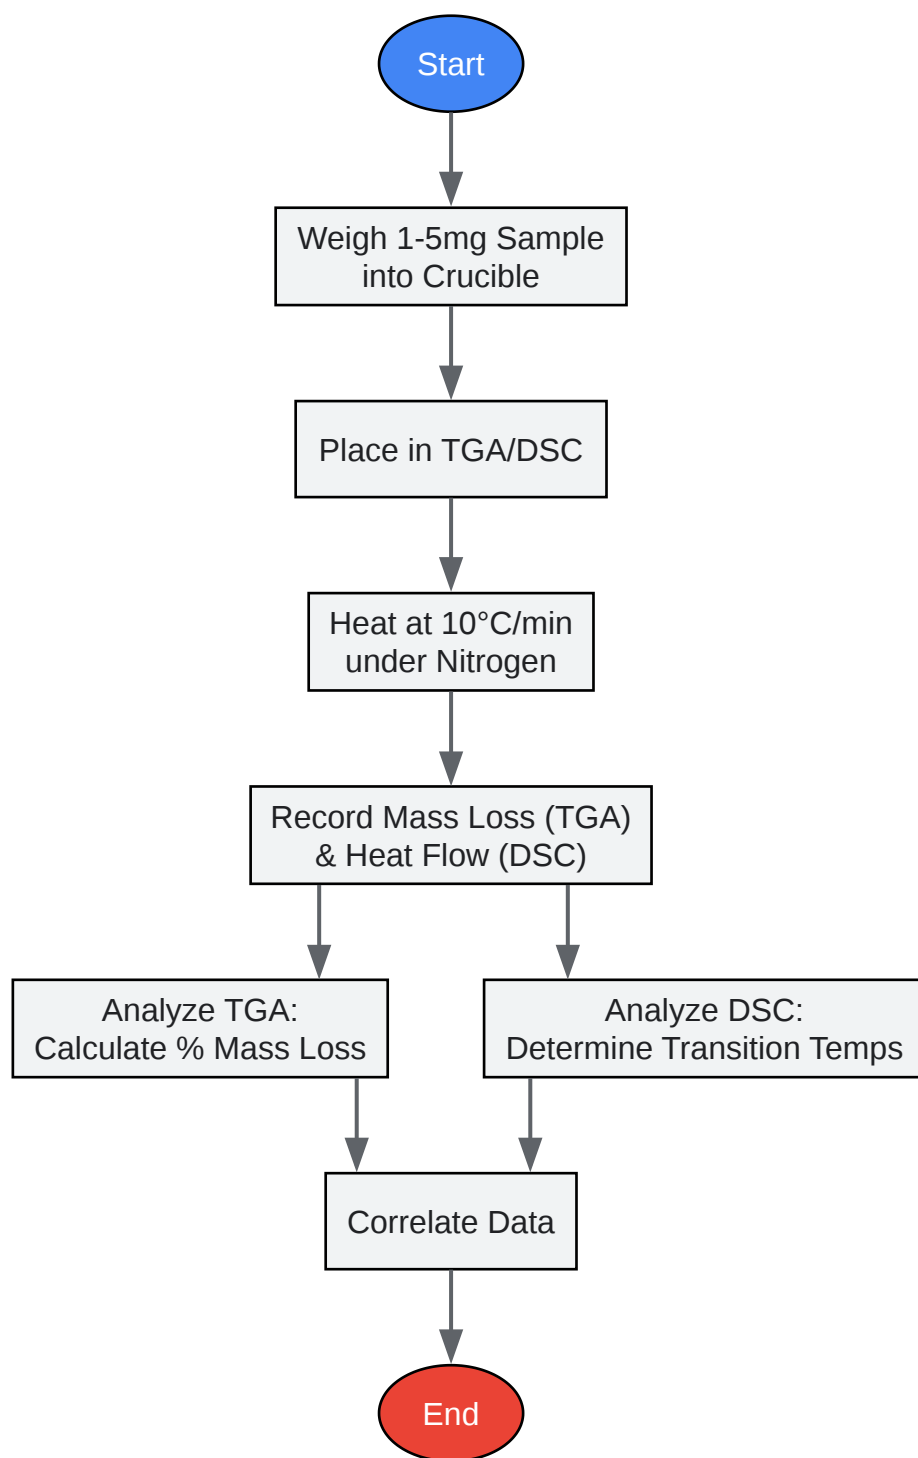 Start
Weigh 1-5mg Sample
into Crucible
Place in TGA/DSC
Heat at 10°C/min
under Nitrogen
Record Mass Loss (TGA)
& Heat Flow (DSC)
Analyze TGA:
Calculate % Mass Loss
Analyze DSC:
Determine Transition Temps
Correlate Data
End